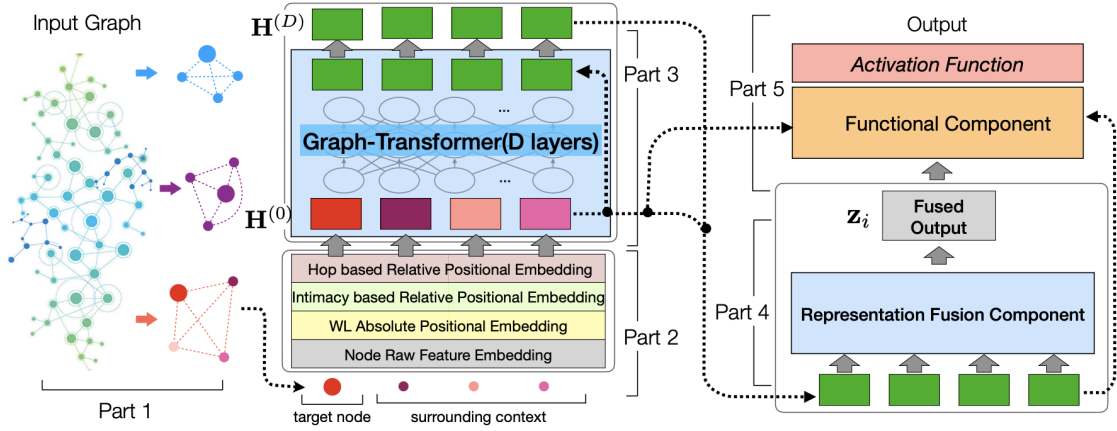 Input Graph
Part 1
H(D)
Graph-Transformer(D layers)
...
...
H(0)
Part 3
Hop based Relative Positional Embedding
Intimacy based Relative Positional Embedding
WL Absolute Positional Embedding
Node Raw Feature Embedding
Part 2
target node
surrounding context
Output
Activation Function
Functional Component
Part 5
zi
Fused
Output
Part 4
Representation Fusion Component